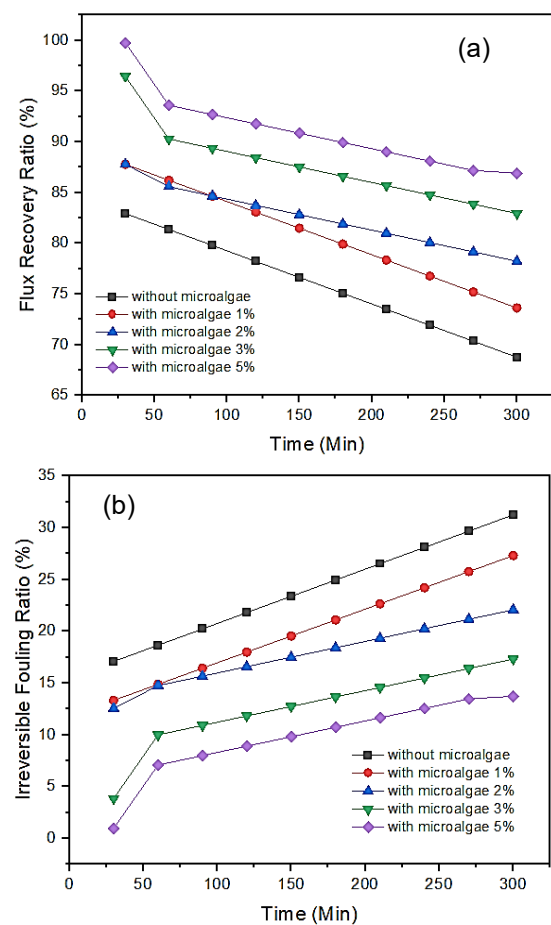 (a)
100
95
90
85
80
75
70
65
Flux Recovery Ratio (%)
without microalgae
with microalgae 1%
with microalgae 2%
with microalgae 3%
with microalgae 5%
0 50 100 150 200 250 300
Time (Min)
(b)
35
30
25
20
15
10
5
0
Irreversible Fouling Ratio (%)
without microalgae
with microalgae 1%
with microalgae 2%
with microalgae 3%
with microalgae 5%
0 50 100 150 200 250 300
Time (Min)